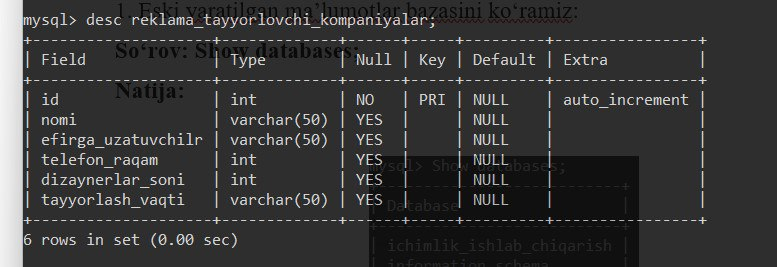 1. Eski yaratilgan ma’lumotlar bazasini ko‘ramiz:
mysql> desc reklama_tayyorlovchi_kompaniyalar;
So‘rov: Show databases;
Natija:
+-------------------+-------------+------+-----+---------+----------------+
| Field | Type | Null | Key | Default | Extra |
+-------------------+-------------+------+-----+---------+----------------+
| id | int | NO | PRI | NULL | auto_increment |
| nomi | varchar(50) | YES | | NULL | |
| efirga_uzatuvchilr | varchar(50) | YES | | NULL | |
| telefon_raqam | int | YES | | NULL | |
| dizaynerlar_soni | int | YES | | NULL | |
| tayyorlash_vaqti | varchar(50) | YES | | NULL | |
+-------------------+-------------+------+-----+---------+----------------+
6 rows in set (0.00 sec)
mysql> Show databases;
| Database |
| ichimlik_ishlab_chiqarish |
| information_schema